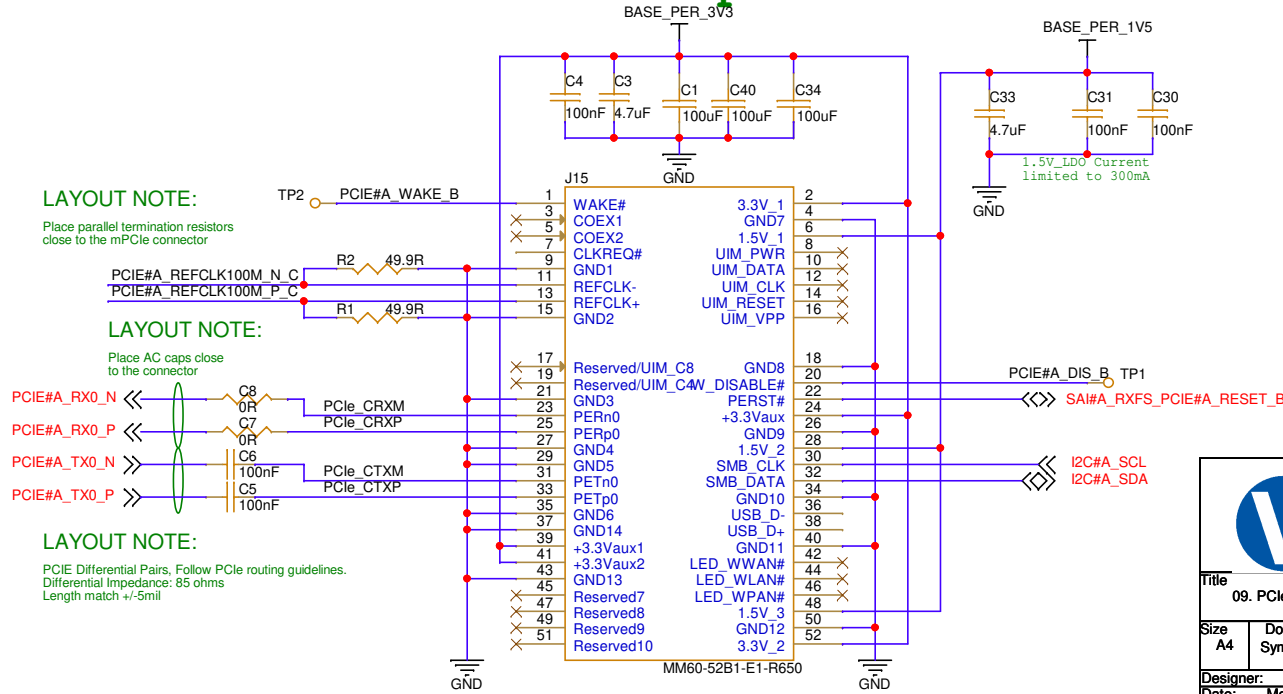 BASE_PER_3V3
BASE_PER_1V5
C4
100nF
C3
4.7uF
C1
100uF
C40
100uF
C34
100uF
GND
C33
4.7uF
C31
100nF
C30
100nF
1.5V_LDO Current
limited to 300mA
GND
LAYOUT NOTE:
Place parallel termination resistors
close to the mPCIe connector
TP2
PCIE#A_WAKE_B
R2 49.9R
PCIE#A_REFCLK100M_N_C
PCIE#A_REFCLK100M_P_C
R1 49.9R
LAYOUT NOTE:
Place AC caps close
to the connector
PCIE#A_RX0_N
C8
0R
PCIe_CRXM
PCIE#A_RX0_P
C7
0R
PCIe_CRXP
PCIE#A_TX0_N
C6
100nF
PCIe_CTXM
PCIE#A_TX0_P
C5
100nF
PCIe_CTXP
LAYOUT NOTE:
PCIE Differential Pairs, Follow PCIe routing guidelines.
Differential Impedance: 85 ohms
Length match +/-5mil
GND
J15
1 WAKE#
3 COEX1
5 COEX2
7 CLKREQ#
9 GND1
11 REFCLK-
13 REFCLK+
15 GND2
17 Reserved/UIM_C8
19 Reserved/UIM_C4
21 GND3
23 PERn0
25 PERp0
27 GND4
29 GND5
31 PETn0
33 PETp0
35 GND6
37 GND14
39 +3.3Vaux1
41 +3.3Vaux2
43 GND13
45 Reserved7
47 Reserved8
49 Reserved9
51 Reserved10
3.3V_1 2
GND7 4
1.5V_1 6
UIM_PWR 8
UIM_DATA 10
UIM_CLK 12
UIM_RESET 14
UIM_VPP 16
GND8 18
W_DISABLE# 20
PERST# 22
+3.3Vaux 24
GND9 26
1.5V_2 28
SMB_CLK 30
SMB_DATA 32
GND10 34
USB_D- 36
USB_D+ 38
GND11 40
LED_WWAN# 42
LED_WLAN# 44
LED_WPAN# 46
1.5V_3 48
GND12 50
3.3V_2 52
MM60-52B1-E1-R650
GND
PCIE#A_DIS_B TP1
SAI#A_RXFS_PCIE#A_RESET_B
I2C#A_SCL
I2C#A_SDA
Title
09. PCIe
Size
A4
Designer: